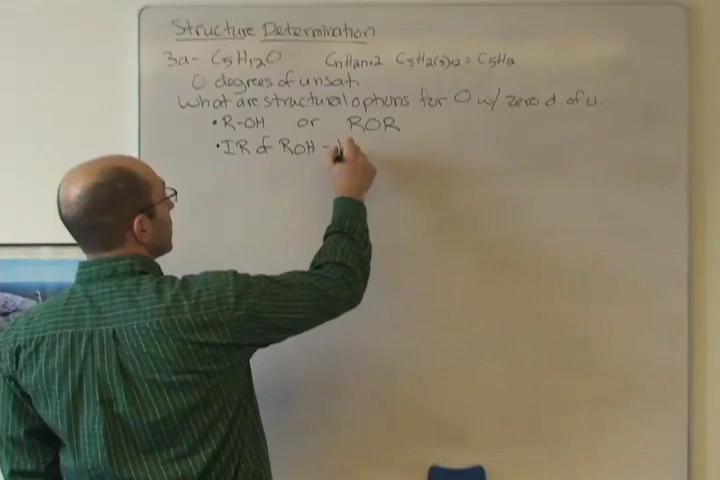 Structure Determination
3a- C5H12O CnH2n+2 C5H2(5)+2 = C5H12
0 degrees of unsat.
What are structural options for O w/ zero d. of u.
• R-OH or ROR
• IR of ROH -